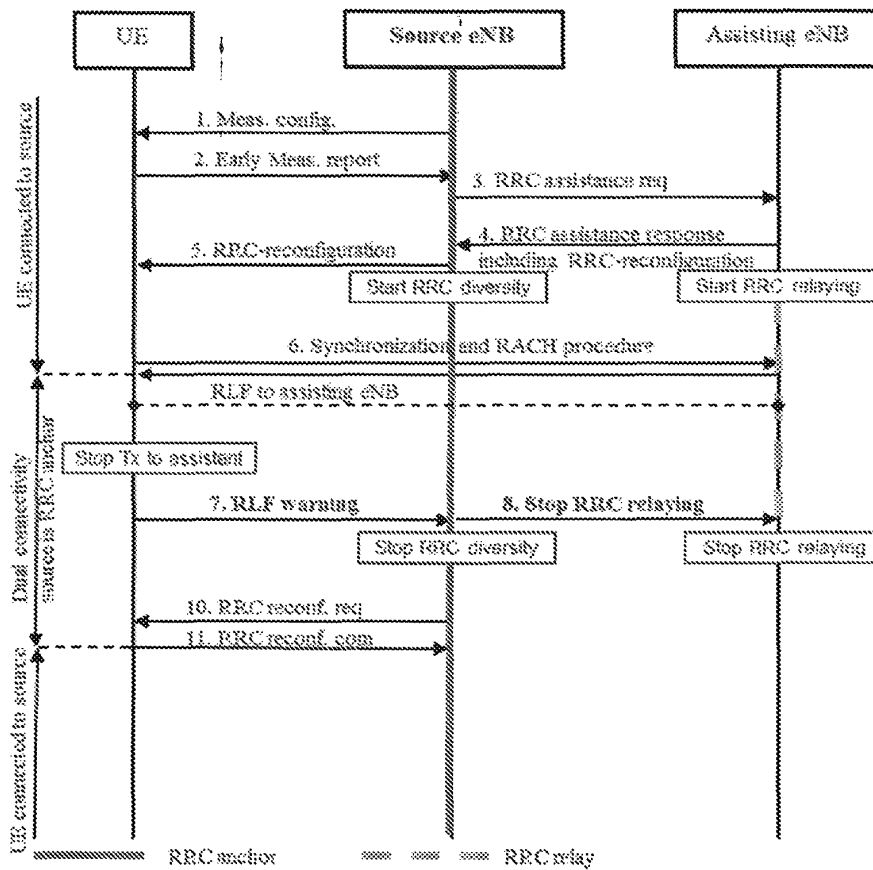 UE
Source eNB
Assisting eNB
1. Meas. config.
2. Early Meas. report
3. RRC assistance req
4. RRC assistance response
including RRC-reconfiguration
5. RRC-reconfiguration
Start RRC diversity
Start RRC relaying
6. Synchronization and RACH procedure
RLF to assisting eNB
Stop Tx to assistant
7. RLF warning
8. Stop RRC relaying
Stop RRC diversity
Stop RRC relaying
10. RRC reconf. req
11. RRC reconf. com
UE connected to source
Dual connectivity
source is RRC anchor
UE connected to source
RRC anchor
RRC relay